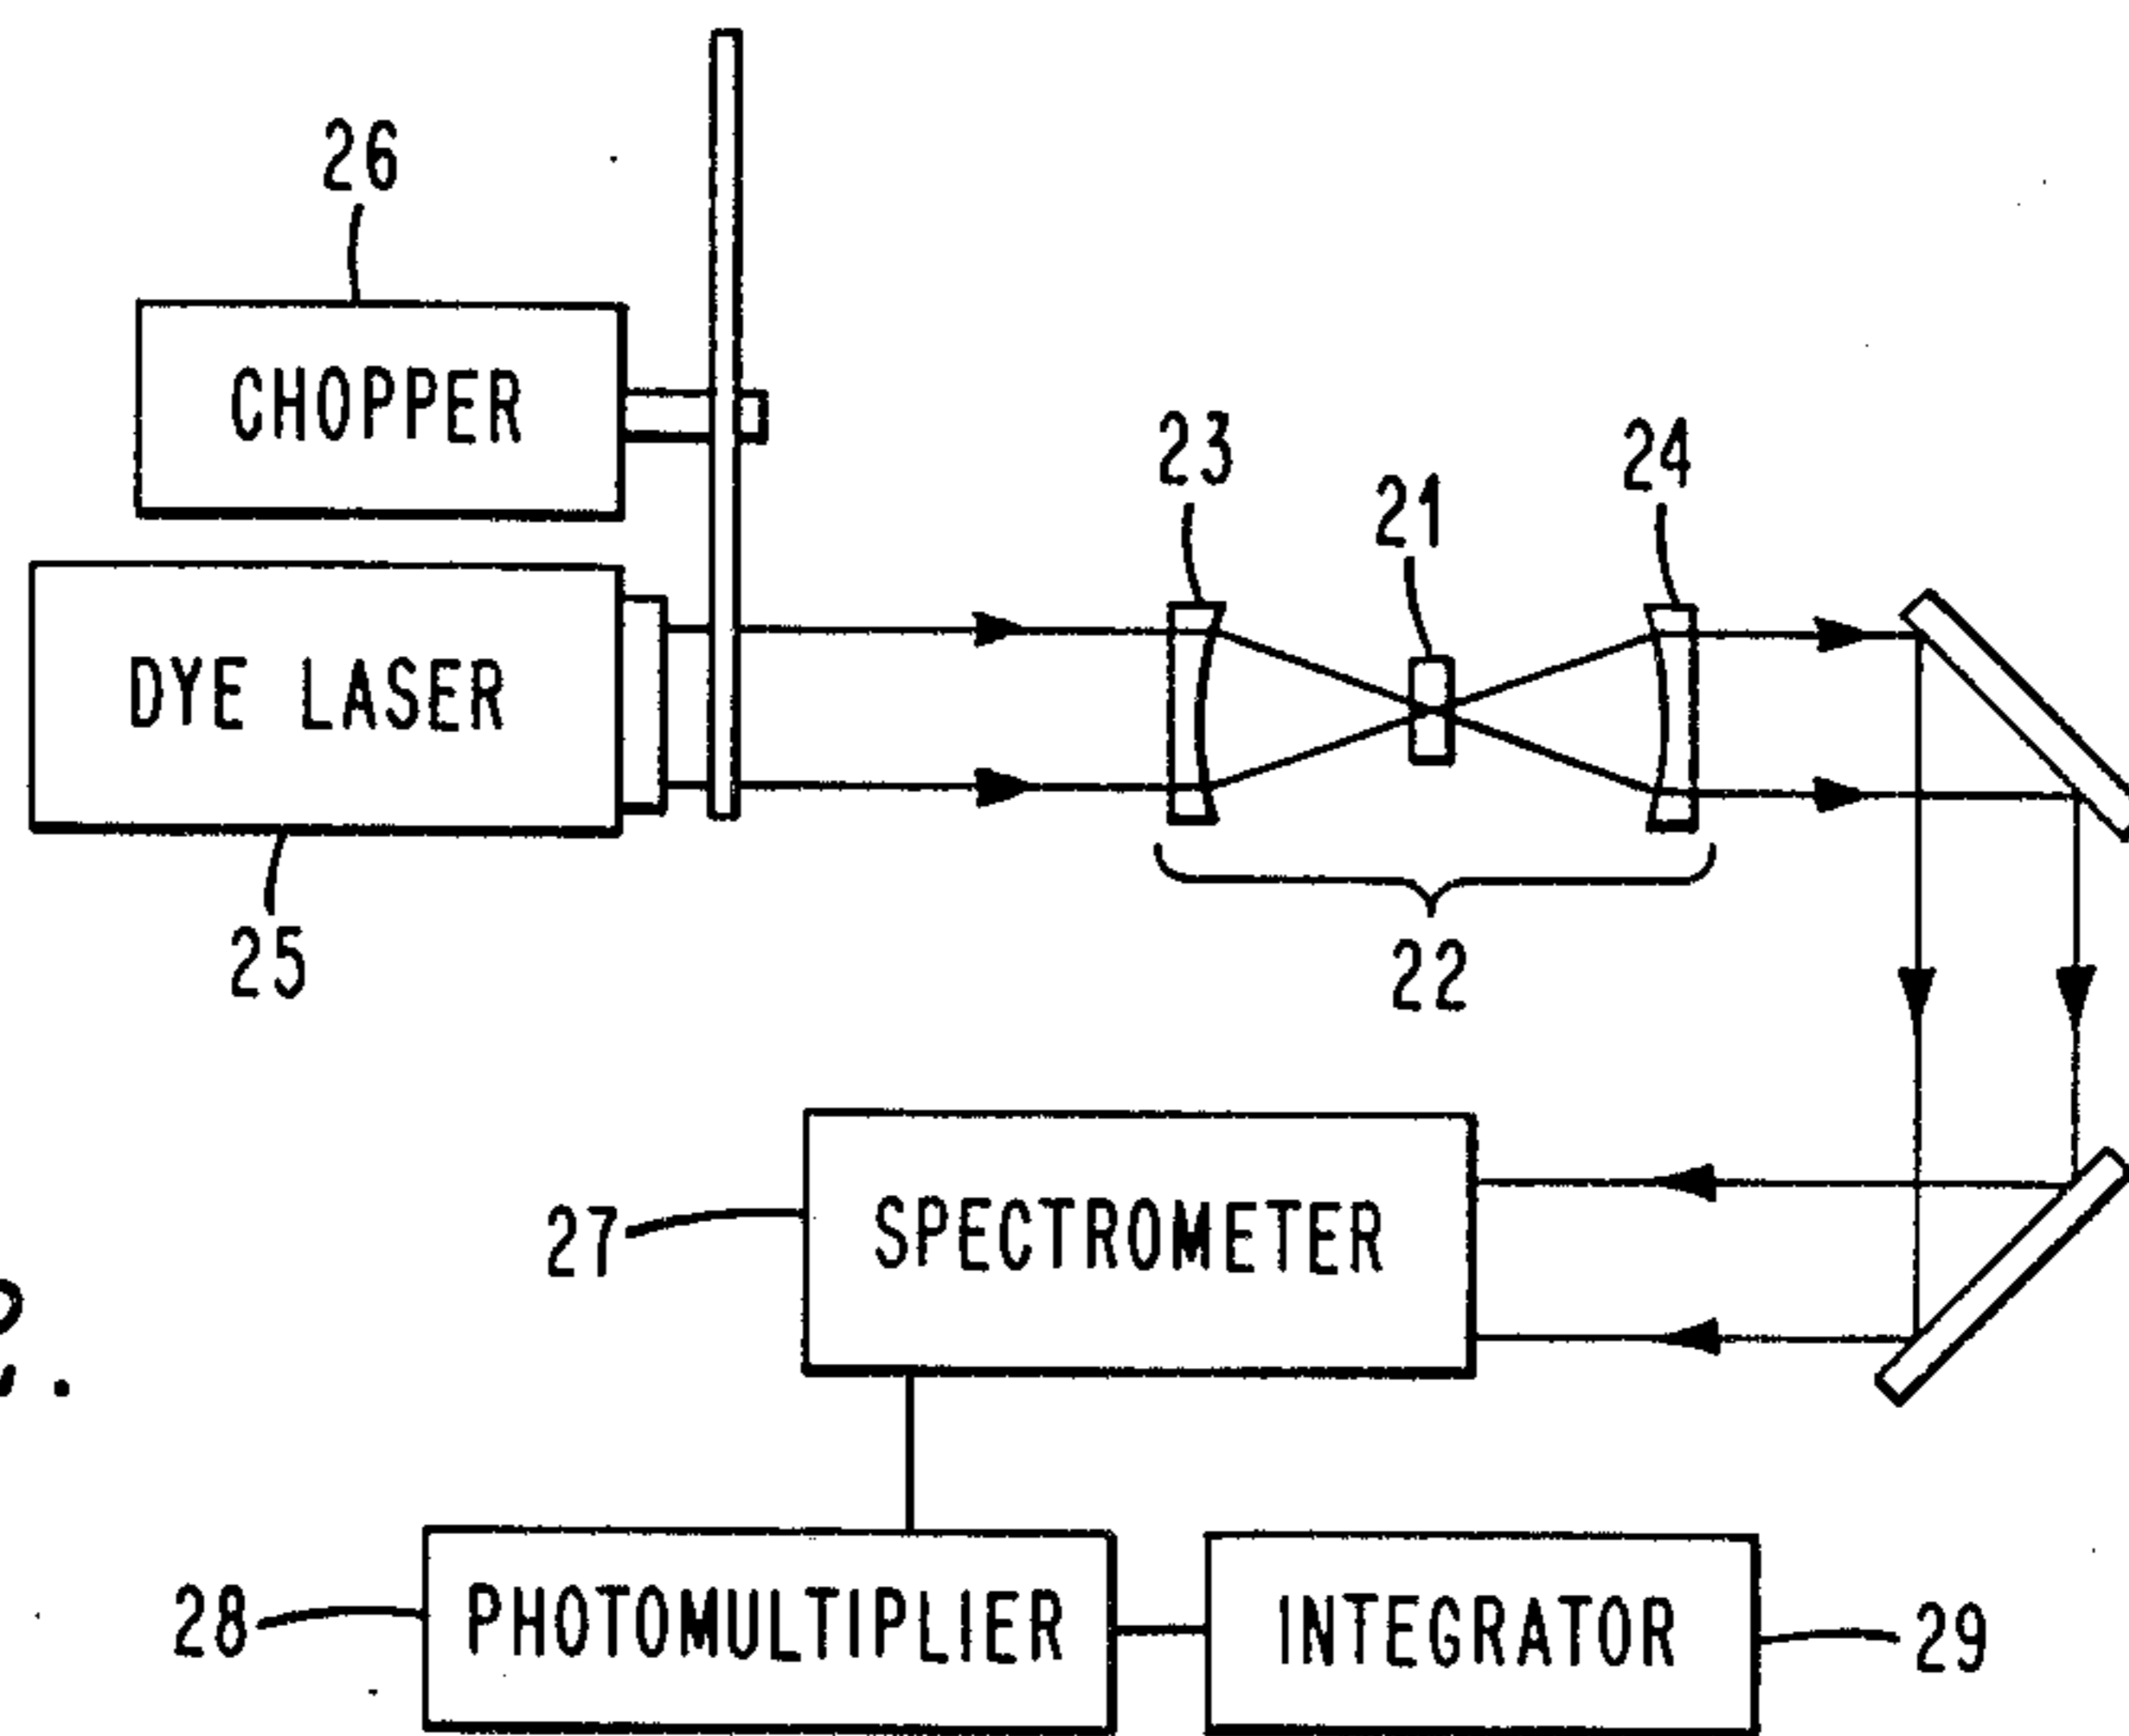 26
CHOPPER
23
24
21
DYE LASER
25
22
SPECTROMETER
27
PHOTOMULTIPLIER
28
INTEGRATOR
29